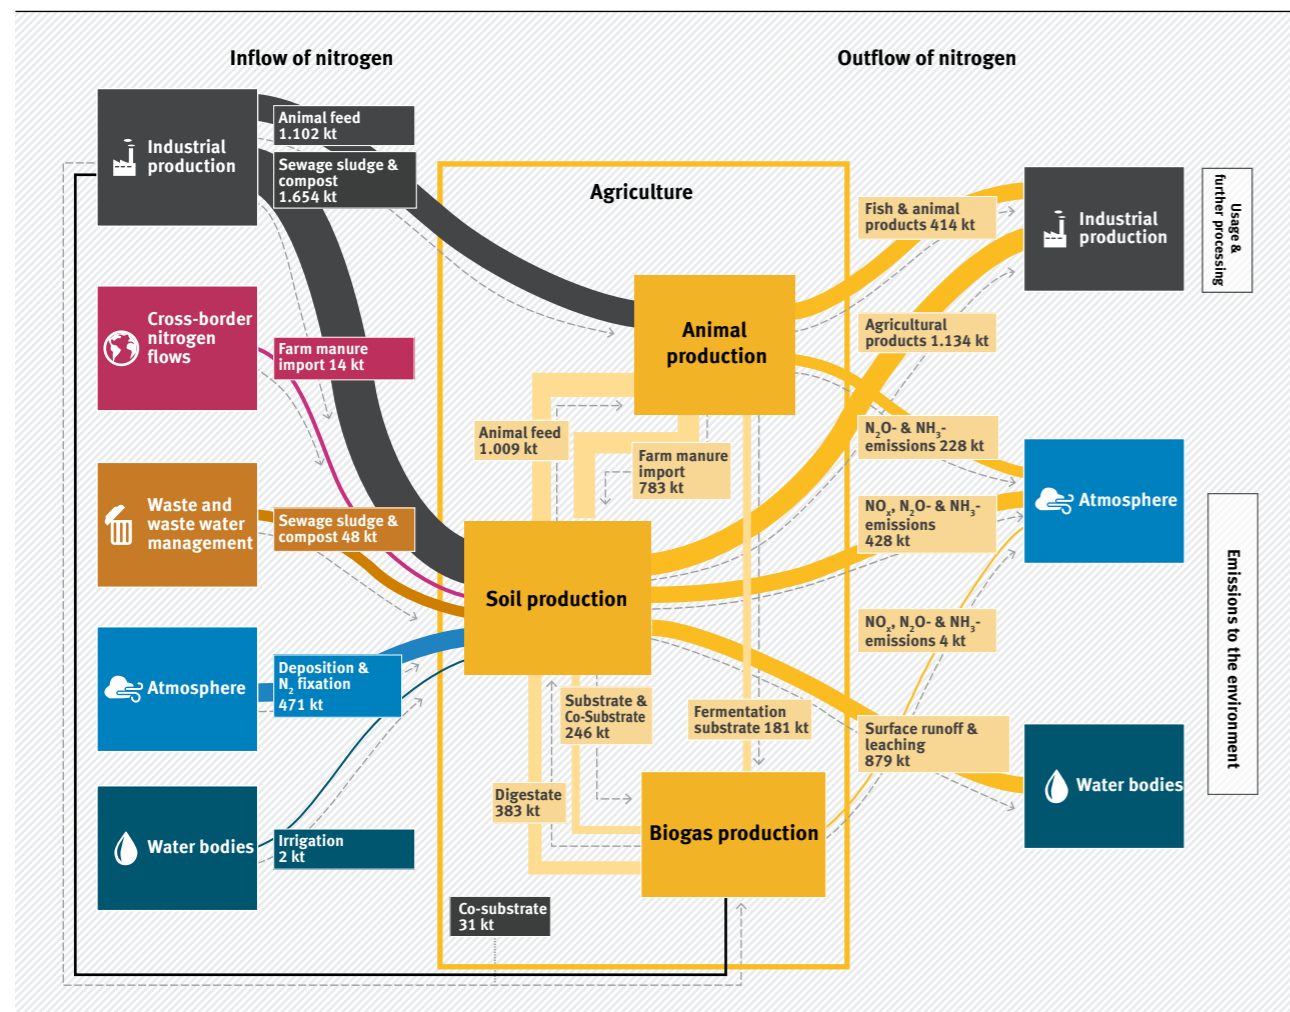 Inflow of nitrogen
Outflow of nitrogen
Industrial
production
Animal feed
1.102 kt
Sewage sludge &
compost
1.654 kt
Cross-border
nitrogen
flows
Farm manure
import 14 kt
Waste and
waste water
management
Sewage sludge &
compost 48 kt
Atmosphere
Deposition &
N₂ fixation
471 kt
Water bodies
Irrigation
2 kt
Agriculture
Animal
production
Animal feed
1.009 kt
Farm manure
import
783 kt
Soil production
Substrate &
Co-Substrate
246 kt
Fermentation
substrate 181 kt
Digestate
383 kt
Biogas production
Co-substrate
31 kt
Fish & animal
products 414 kt
Agricultural
products 1.134 kt
N₂O- & NH₃-
emissions 228 kt
NOₓ, N₂O- & NH₃-
emissions
428 kt
NOₓ, N₂O- & NH₃-
emissions 4 kt
Surface runoff &
leaching
879 kt
Industrial
production
Atmosphere
Water bodies
Usage &
further processing
Emissions to the environment